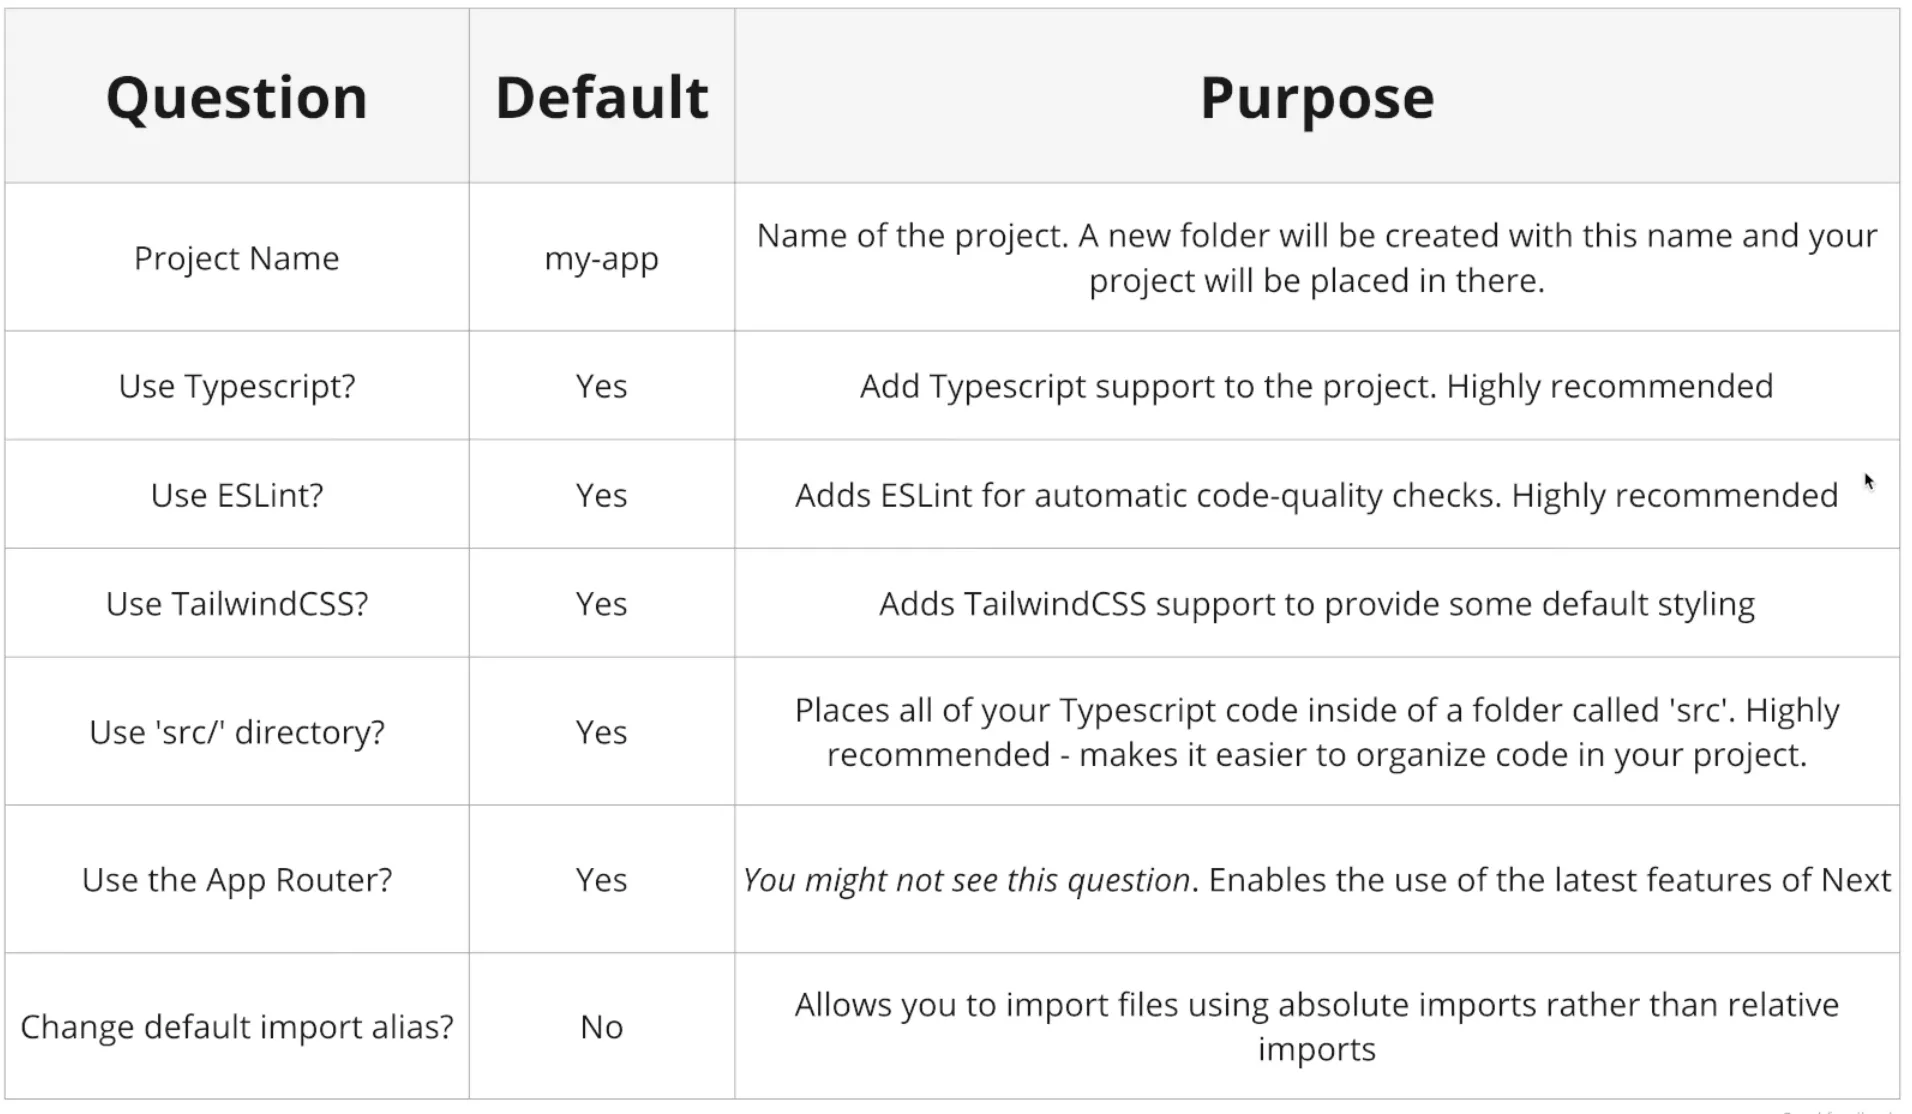 Question Default Purpose
Project Name my-app Name of the project. A new folder will be created with this name and your
project will be placed in there.
Use Typescript? Yes Add Typescript support to the project. Highly recommended
Use ESLint? Yes Adds ESLint for automatic code-quality checks. Highly recommended
Use TailwindCSS? Yes Adds TailwindCSS support to provide some default styling
Use 'src/' directory? Yes Places all of your Typescript code inside of a folder called 'src'. Highly
recommended - makes it easier to organize code in your project.
Use the App Router? Yes You might not see this question. Enables the use of the latest features of Next
Change default import alias? No Allows you to import files using absolute imports rather than relative
imports